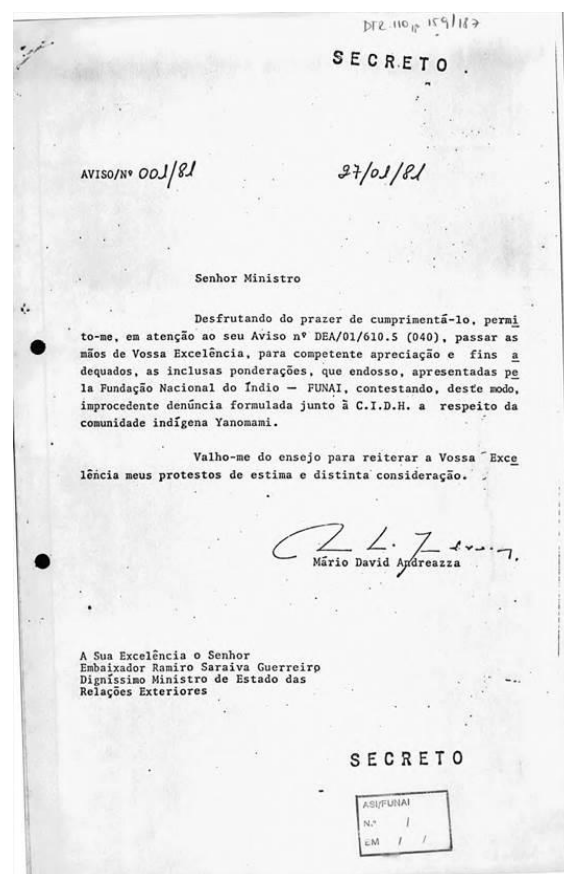 SECRETO
AVISO/Nº 001/81
27/01/81
Senhor Ministro
Desfrutando do prazer de cumprimentá-lo, permi
to-me, em atenção ao seu Aviso nº DEA/01/610.5 (040), passar as
mãos de Vossa Excelência, para competente apreciação e fins a
dequados, as inclusas ponderações, que endosso, apresentadas pe
la Fundação Nacional do Índio — FUNAI, contestando, deste modo,
improcedente denúncia formulada junto à C.I.D.H. a respeito da
comunidade indígena Yanomami.
Valho-me do ensejo para reiterar a Vossa Exce
lência meus protestos de estima e distinta consideração.
Mário David Andreazza
A Sua Excelência o Senhor
Embaixador Ramiro Saraiva Guerreiro
Digníssimo Ministro de Estado das
Relações Exteriores
SECRETO
ASI/FUNAI
N.º /
EM / /